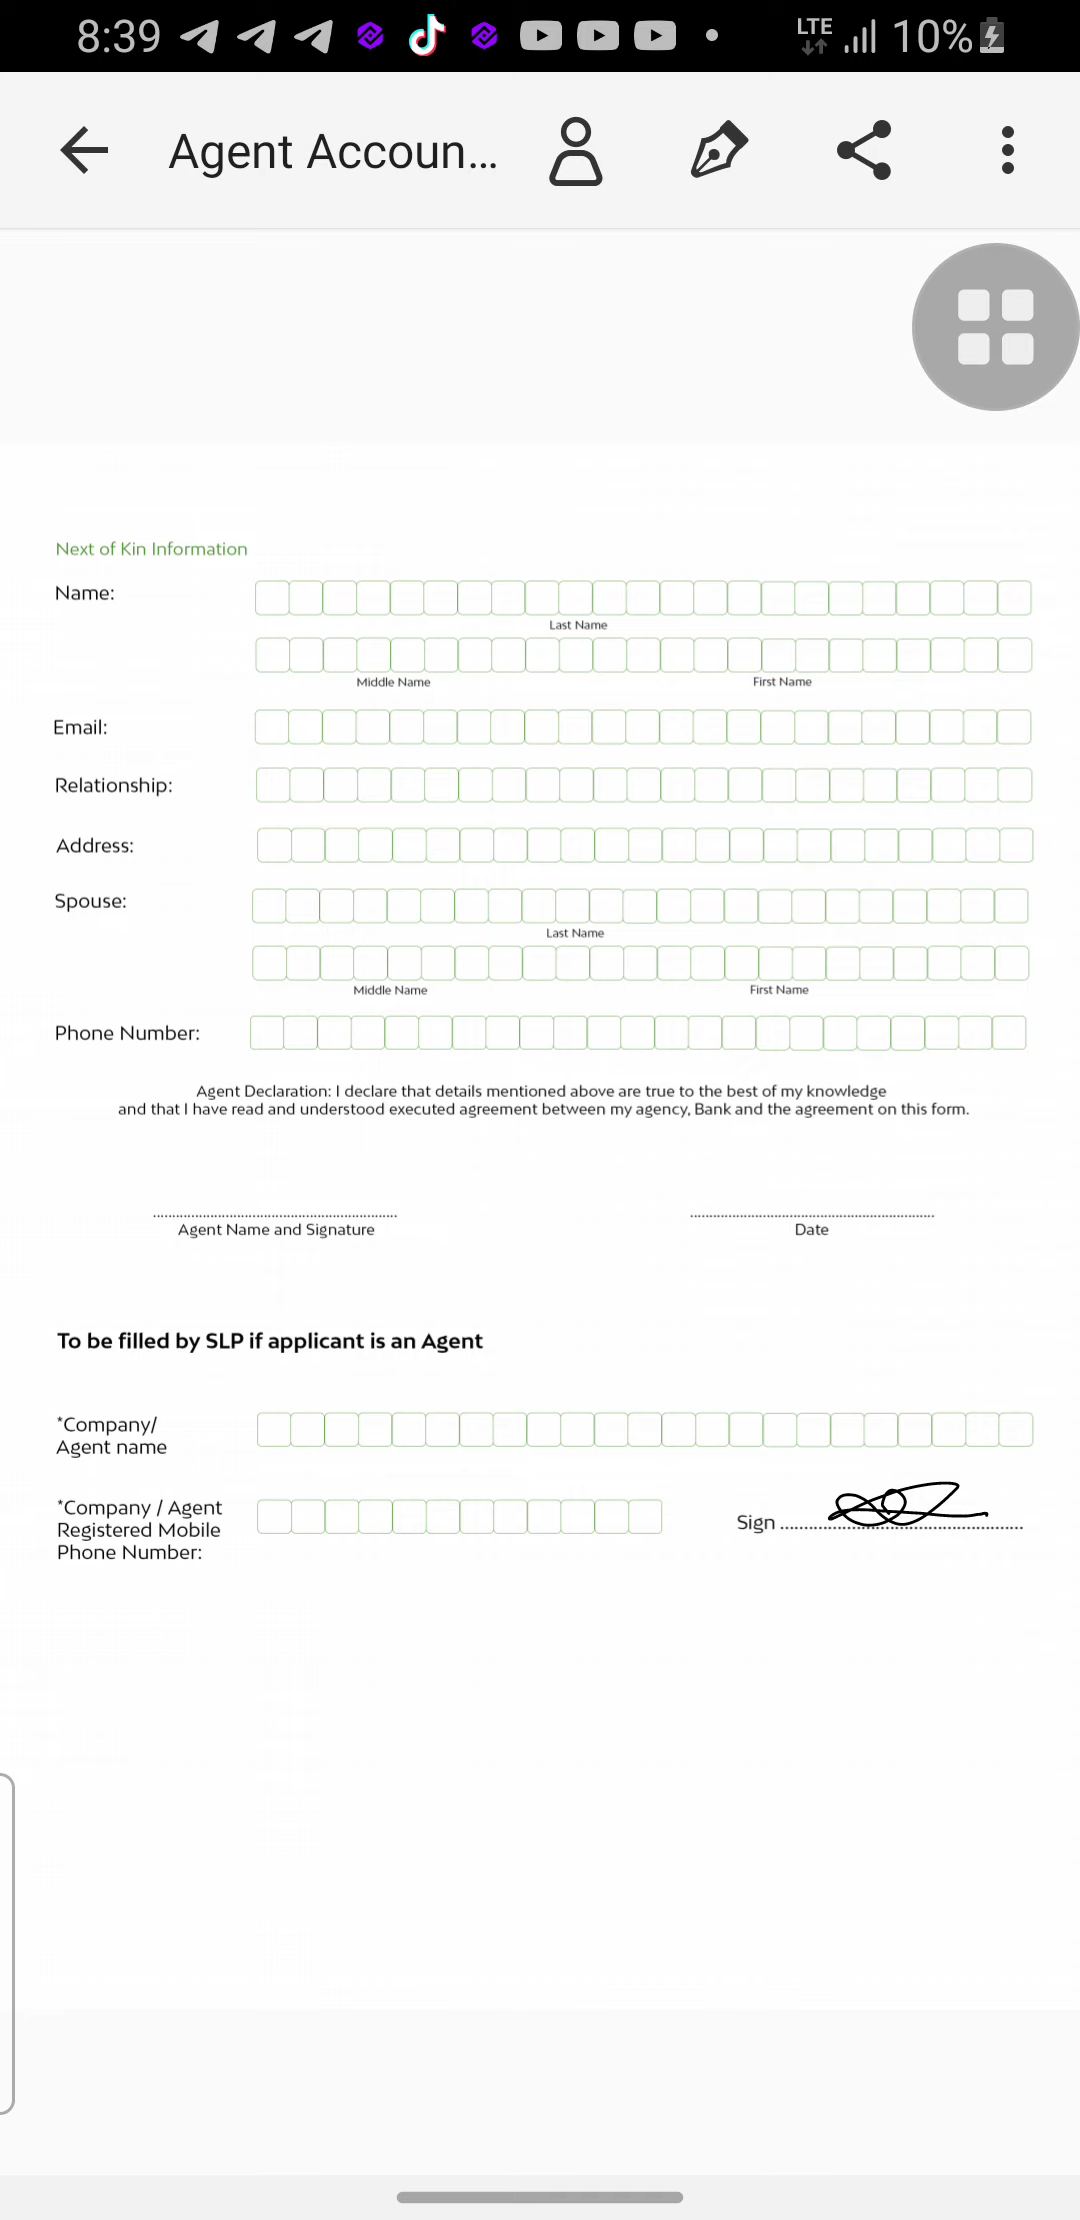 8:39 LTE 10%
Agent Accoun...
Next of Kin Information
Name:
Last Name
Middle Name First Name
Email:
Relationship:
Address:
Spouse:
Last Name
Middle Name First Name
Phone Number:
Agent Declaration: I declare that details mentioned above are true to the best of my knowledge
and that I have read and understood executed agreement between my agency, Bank and the agreement on this form.
Agent Name and Signature Date
To be filled by SLP if applicant is an Agent
*Company/
Agent name
*Company / Agent
Registered Mobile
Phone Number:
Sign